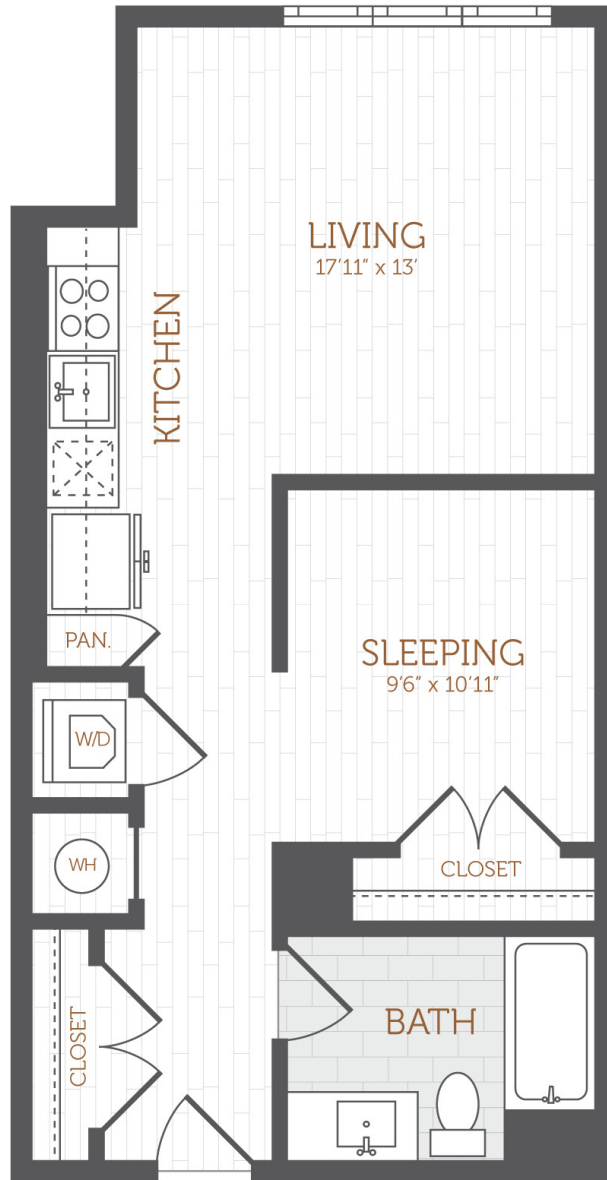 LIVING
17'11" x 13'
KITCHEN
PAN.
SLEEPING
9'6" x 10'11"
W/D
WH
CLOSET
CLOSET
BATH